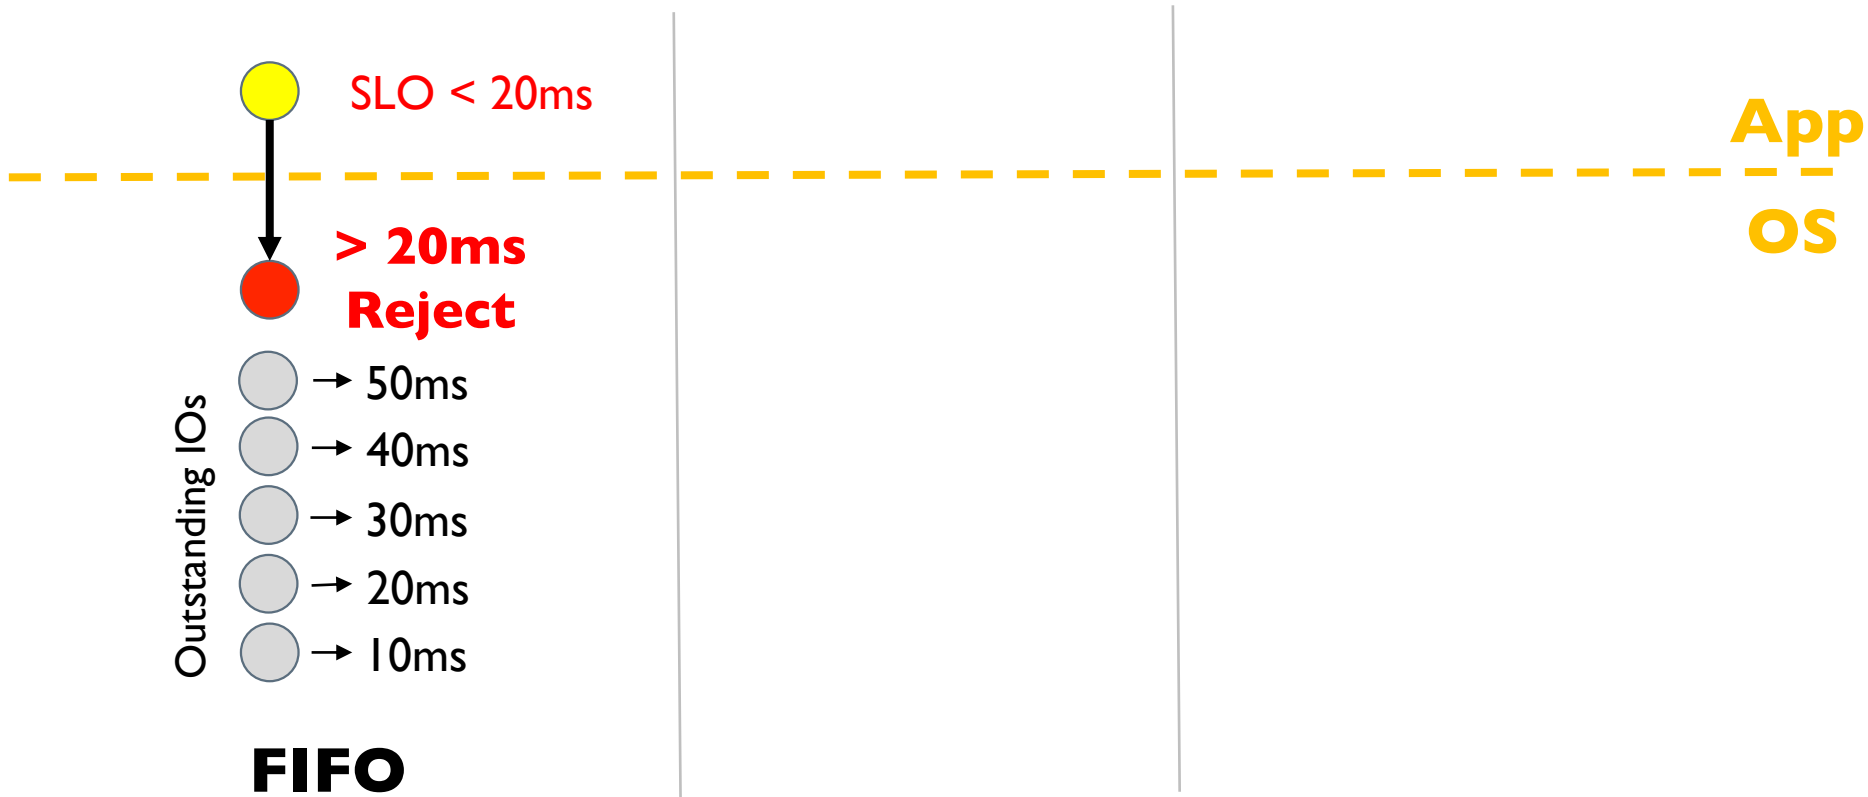 SLO < 20ms
App
OS
> 20ms
Reject
Outstanding IOs
50ms
40ms
30ms
20ms
10ms
FIFO